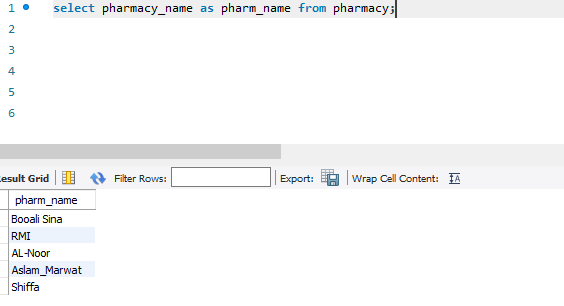 1 select pharmacy_name as pharm_name from pharmacy;
2
3
4
5
6
Result Grid Filter Rows: Export: Wrap Cell Content: IA
pharm_name
Booali Sina
RMI
AL-Noor
Aslam_Marwat
Shiffa